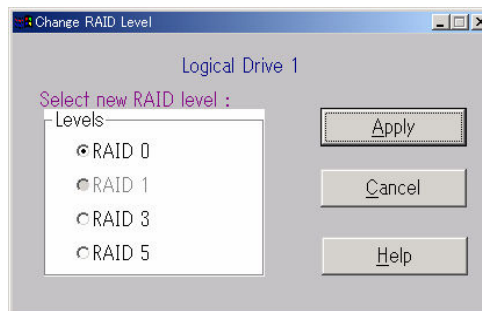 Change RAID Level
Logical Drive 1
Select new RAID level :
Levels
RAID 0
RAID 1
RAID 3
RAID 5
Apply
Cancel
Help